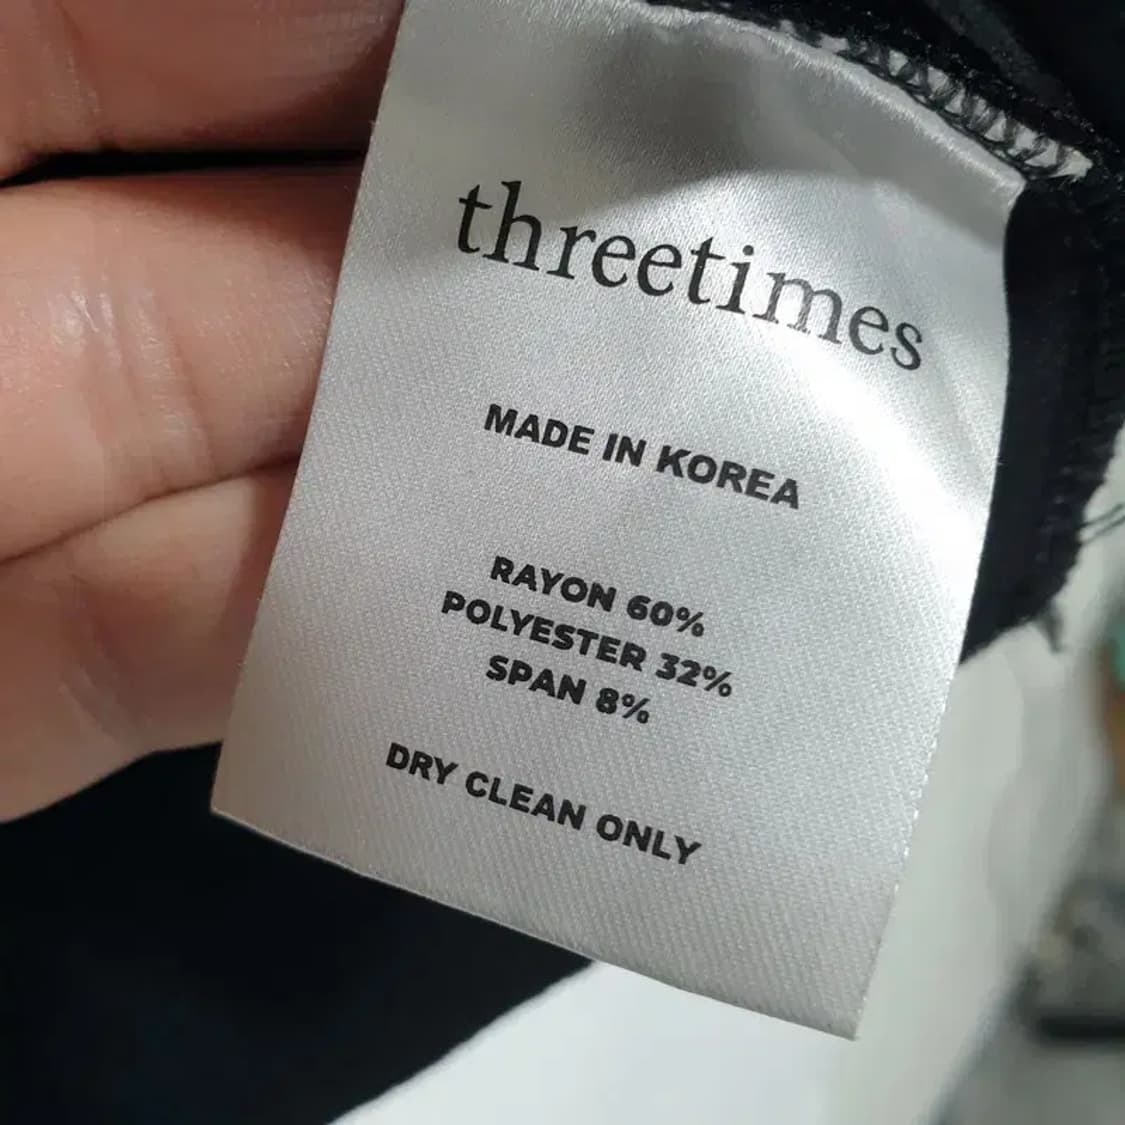 threetimes
MADE IN KOREA
RAYON 60%
POLYESTER 32%
SPAN 8%
DRY CLEAN ONLY